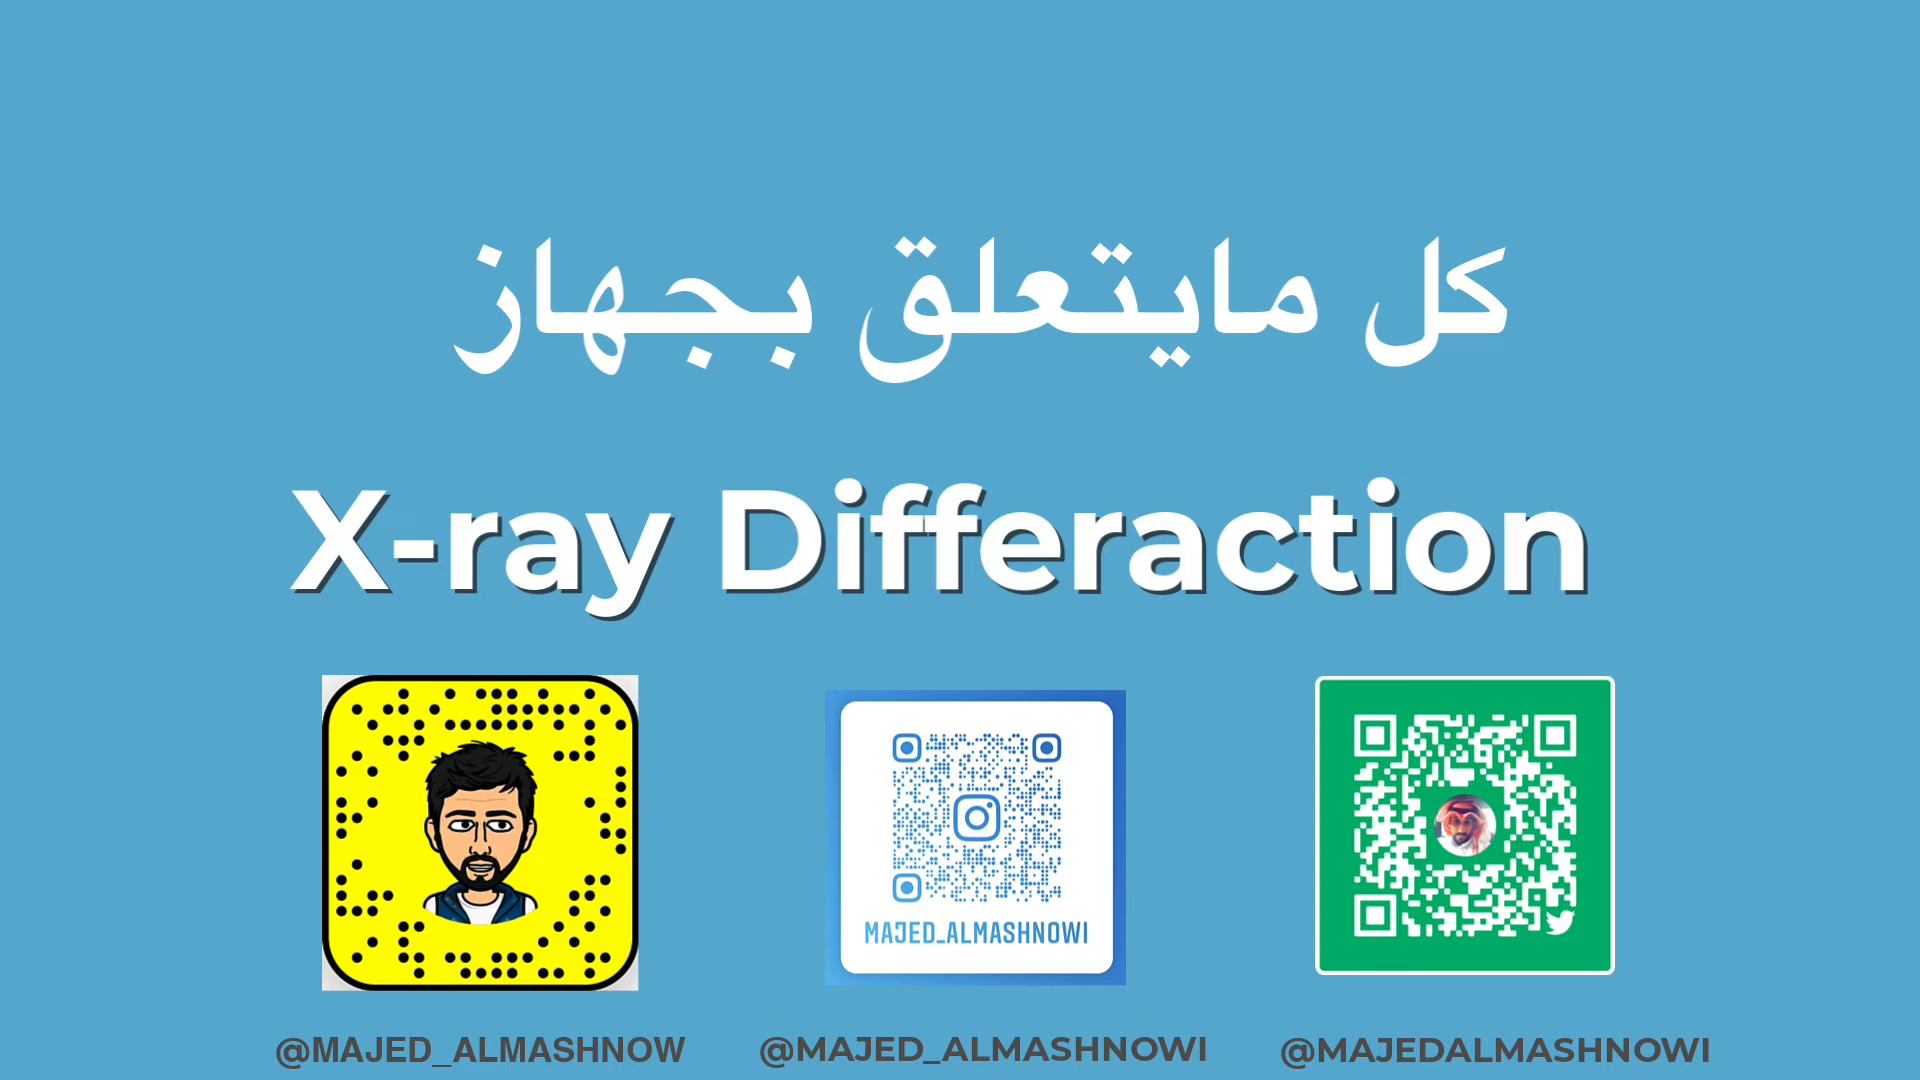 كل مايتعلق بجهاز
X-ray Differaction
MAJED_ALMASHNOWI
@MAJED_ALMASHNOW
@MAJED_ALMASHNOWI
@MAJEDALMASHNOWI